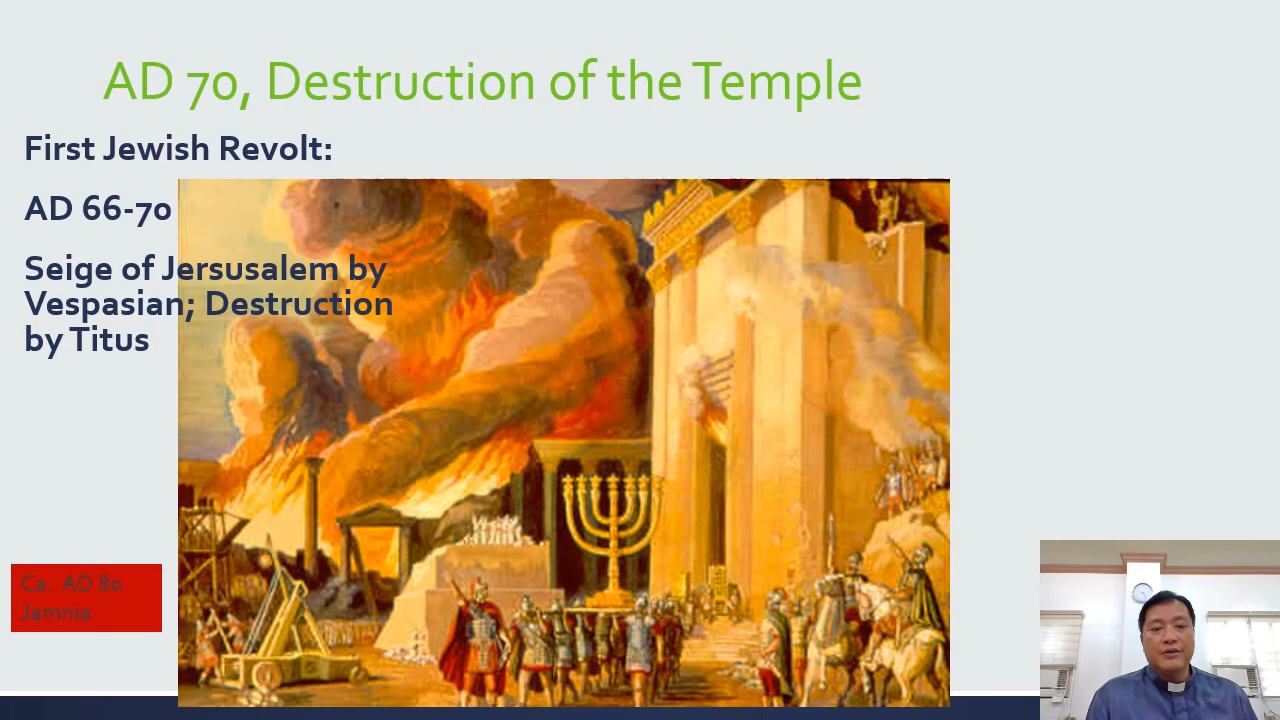 AD 70, Destruction of the Temple
First Jewish Revolt:
AD 66-70
Seige of Jersusalem by
Vespasian; Destruction
by Titus
Ca. AD 80
Jamnia